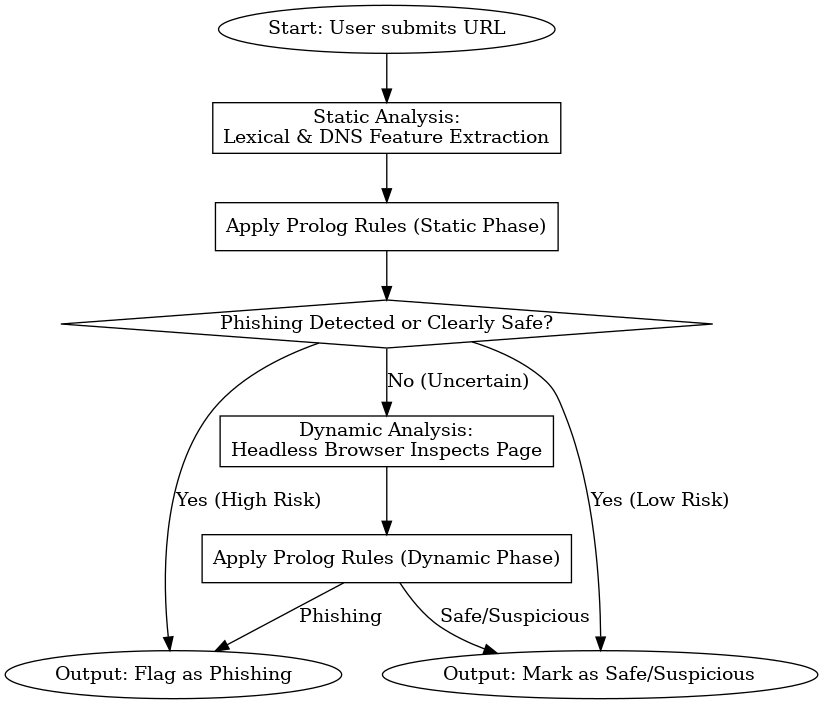 Start: User submits URL
Static Analysis:
Lexical & DNS Feature Extraction
Apply Prolog Rules (Static Phase)
Phishing Detected or Clearly Safe?
No (Uncertain)
Dynamic Analysis:
Headless Browser Inspects Page
Yes (High Risk)
Yes (Low Risk)
Apply Prolog Rules (Dynamic Phase)
Phishing
Safe/Suspicious
Output: Flag as Phishing
Output: Mark as Safe/Suspicious